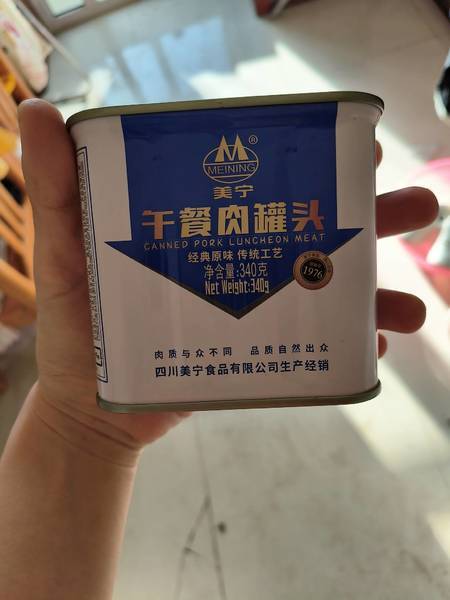 ®
MEINING
美宁
午餐肉罐头
CANNED PORK LUNCHEON MEAT
经典原味 传统工艺
净含量:340克
Net Weight:340g
1976
肉质与众不同 品质自然出众
四川美宁食品有限公司生产经销